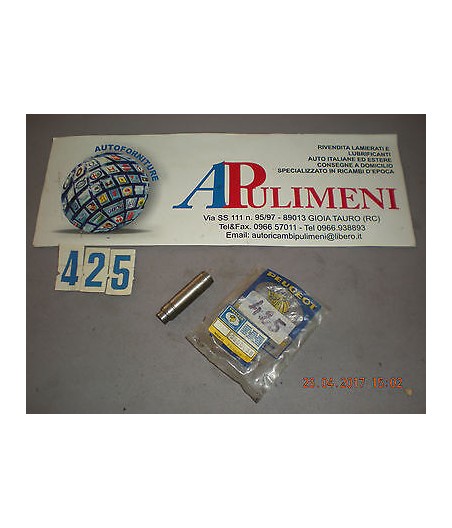 AUTOFORNITURE
RIVENDITA LAMIERATI E
LUBRIFICANTI
AUTO ITALIANE ED ESTERE
CONSEGNE A DOMICILIO
SPECIALIZZATO IN RICAMBI D'EPOCA
APULIMENI
Via SS 111 n. 95/97 - 89013 GIOIA TAURO (RC)
Tel&Fax. 0966 57011 - Tel 0966.938893
Email: autoricambipulimeni@libero.it
425
PEUGEOT
425
23.04.2017 16:02